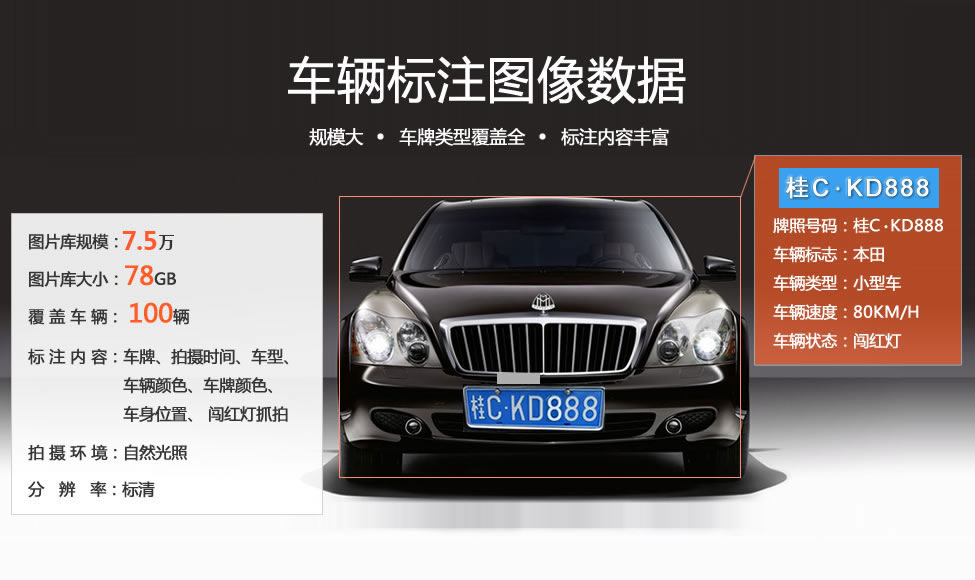 车辆标注图像数据
规模大 • 车牌类型覆盖全 • 标注内容丰富
图片库规模：7.5万
图片库大小：78GB
覆盖车辆：100辆
标注内容：车牌、拍摄时间、车型、
车辆颜色、车牌颜色、
车身位置、闯红灯抓拍
拍摄环境：自然光照
分辨率：标清
桂C·KD888
牌照号码：桂C·KD888
车辆标志：本田
车辆类型：小型车
车辆速度：80KM/H
车辆状态：闯红灯
桂C·KD888